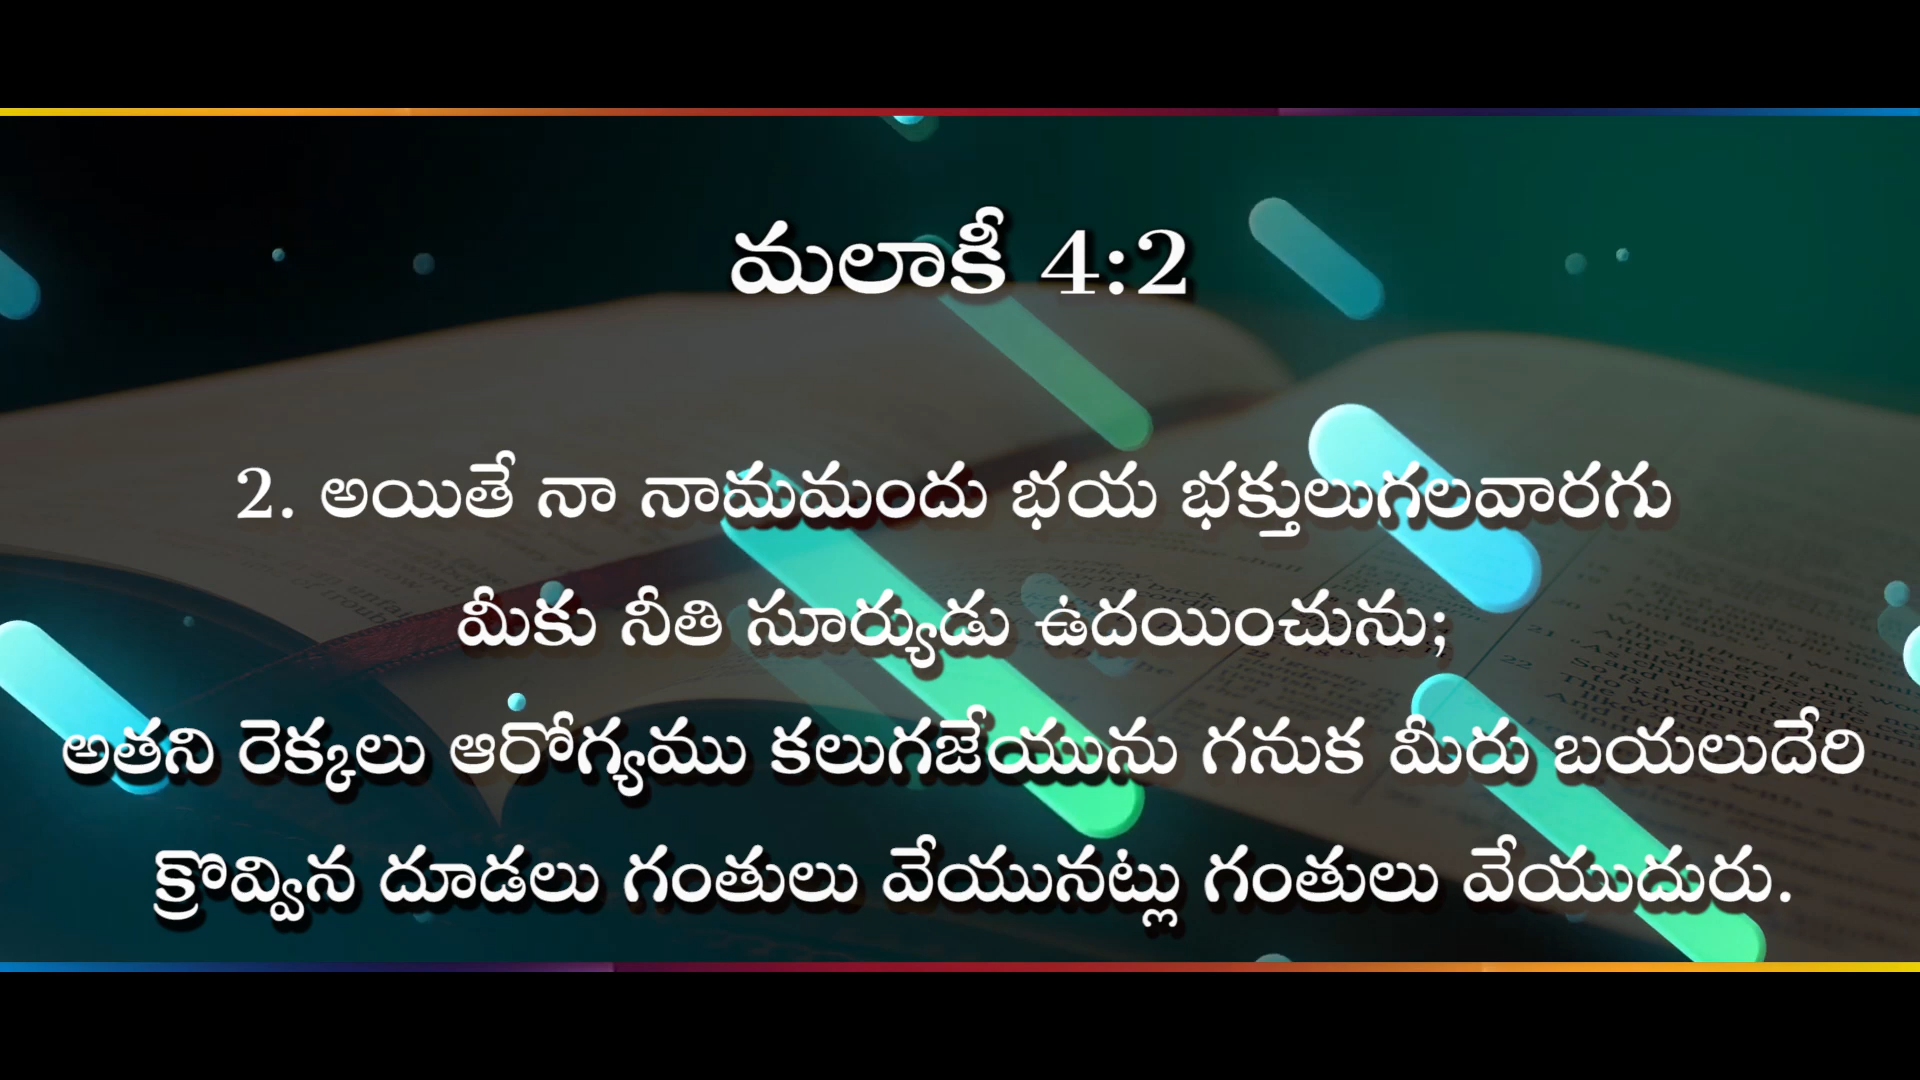 మలాకీ 4:2
2. అయితే నా నామమందు భయ భక్తులుగలవారగు
మీకు నీతి సూర్యుడు ఉదయించును;
అతని రెక్కలు ఆరోగ్యము కలుగజేయును గనుక మీరు బయలుదేరి
క్రొవ్విన దూడలు గంతులు వేయునట్లు గంతులు వేయుదురు.